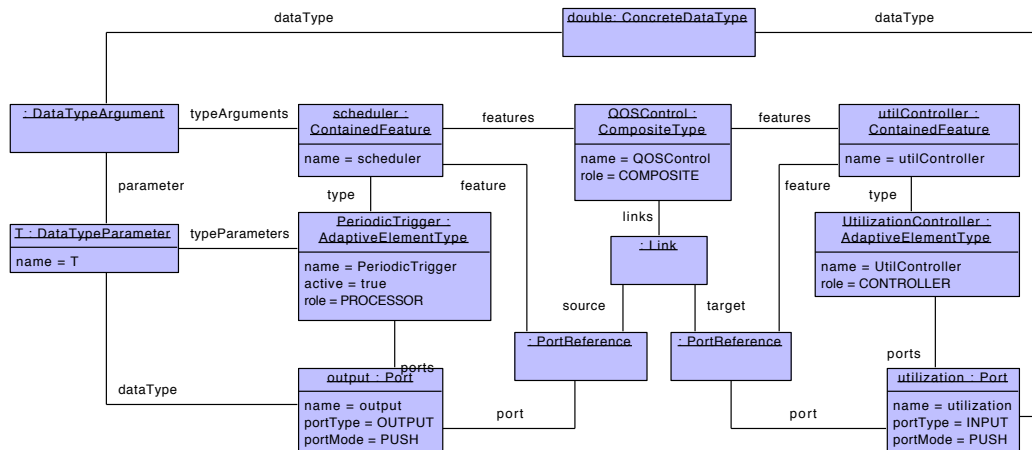 dataType
double: ConcreteDataType
dataType
: DataTypeArgument
typeArguments
scheduler :
ContainedFeature
name = scheduler
features
QOSControl :
CompositeType
name = QOSControl
role = COMPOSITE
features
utilController :
ContainedFeature
name = utilController
parameter
type
feature
links
feature
type
T : DataTypeParameter
name = T
typeParameters
PeriodicTrigger :
AdaptiveElementType
name = PeriodicTrigger
active = true
role = PROCESSOR
: Link
UtilizationController :
AdaptiveElementType
name = UtilController
role = CONTROLLER
source
target
: PortReference
: PortReference
ports
ports
dataType
output : Port
name = output
portType = OUTPUT
portMode = PUSH
port
port
utilization : Port
name = utilization
portType = INPUT
portMode = PUSH